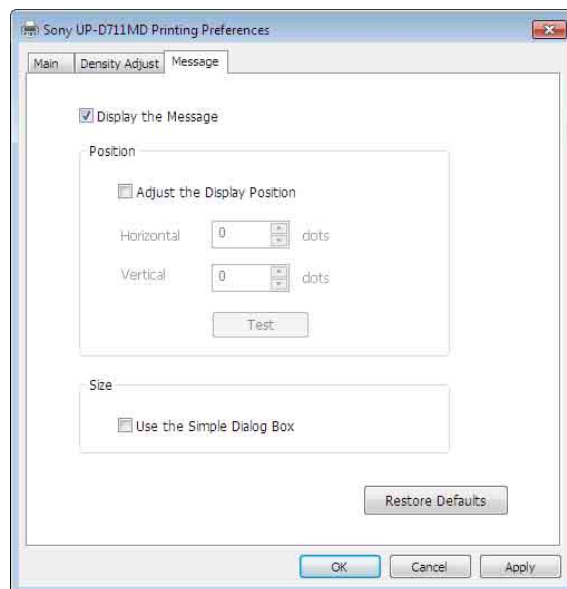 Sony UP-D711MD Printing Preferences
Main Density Adjust Message
Display the Message
Position
Adjust the Display Position
Horizontal 0 dots
Vertical 0 dots
Test
Size
Use the Simple Dialog Box
Restore Defaults
OK Cancel Apply